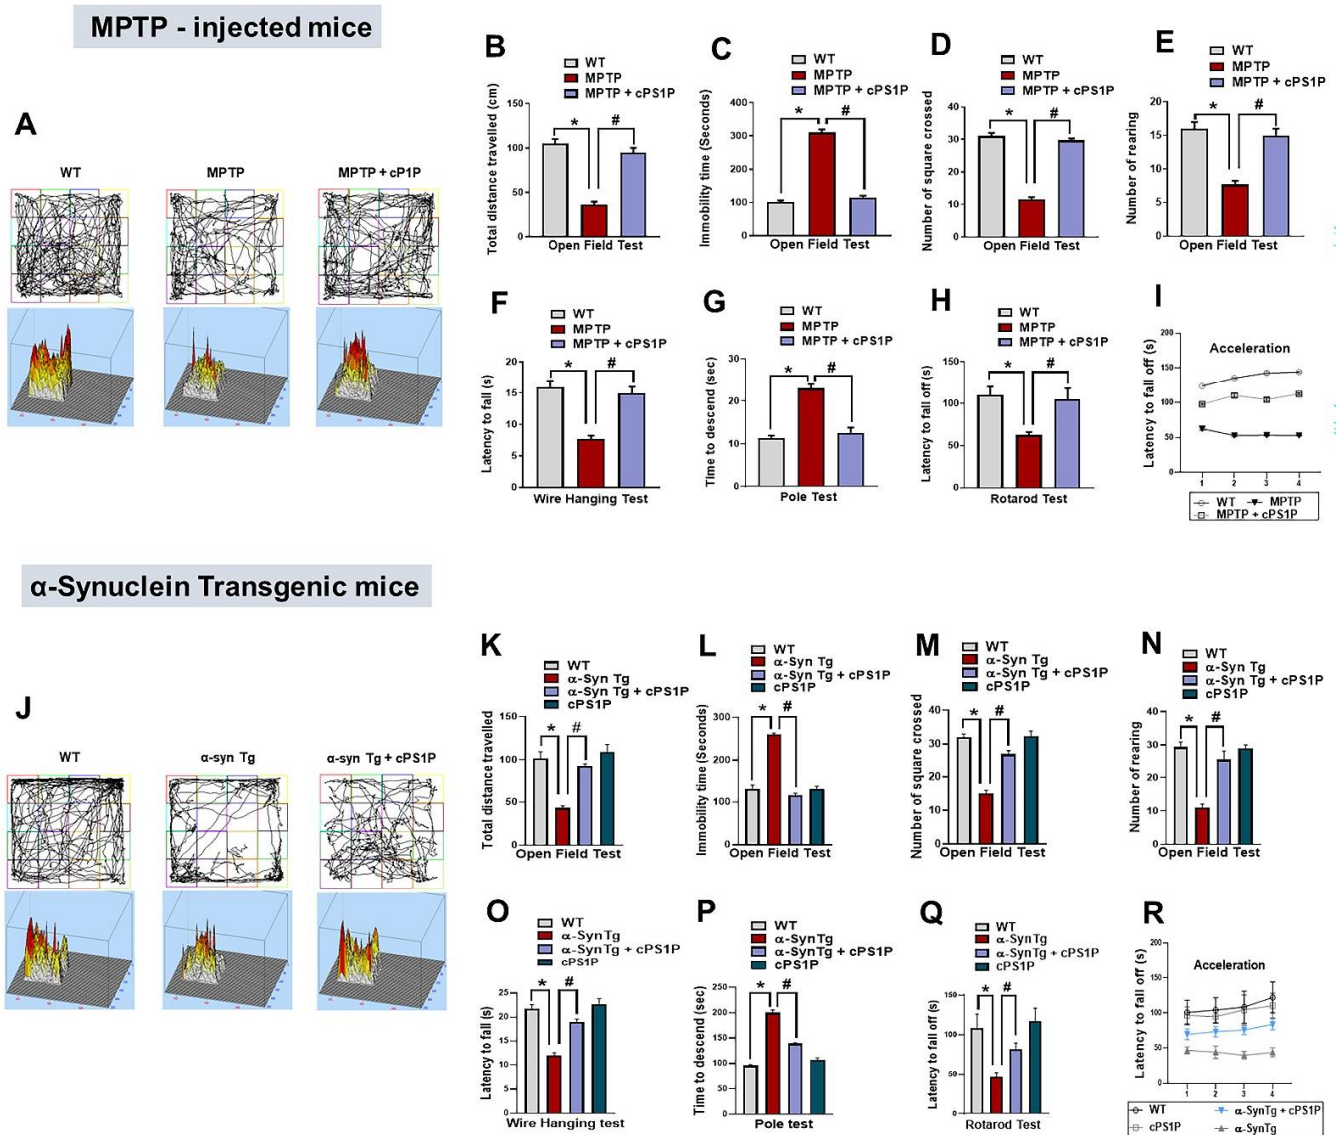 MPTP - injected mice
A
WT
MPTP
MPTP + cP1P
B
WT
MPTP
MPTP + cPS1P
Total distance travelled (cm)
150
100
50
0
*
#
Open Field Test
C
WT
MPTP
MPTP + cPS1P
Immobility time (Seconds)
400
300
200
100
0
*
#
Open Field Test
D
WT
MPTP
MPTP + cPS1P
Number of square crossed
40
30
20
10
0
*
#
Open Field Test
E
WT
MPTP
MPTP + cPS1P
Number of rearing
20
15
10
5
0
*
#
Open Field Test
F
WT
MPTP
MPTP + cPS1P
Latency to fall (s)
20
15
10
5
0
*
#
Wire Hanging Test
G
WT
MPTP
MPTP + cPS1P
Time to descend (sec)
30
20
10
0
*
#
Pole Test
H
WT
MPTP
MPTP + cPS1P
Latency to fall off (s)
150
100
50
0
*
#
Rotarod Test
I
Acceleration
Latency to fall off (s)
200
150
100
50
0
1 2 3 4
WT MPTP
MPTP + cPS1P
α-Synuclein Transgenic mice
J
WT
α-syn Tg
α-syn Tg + cPS1P
K
WT
α-Syn Tg
α-Syn Tg + cPS1P
cPS1P
Total distance travelled
150
100
50
0
*
#
Open Field Test
L
WT
α-Syn Tg
α-Syn Tg + cPS1P
cPS1P
Immobility time (Seconds)
300
200
100
0
*
#
Open Field Test
M
WT
α-Syn Tg
α-Syn Tg + cPS1P
cPS1P
Number of square crossed
40
30
20
10
0
*
#
Open Field Test
N
WT
α-Syn Tg
α-Syn Tg + cPS1P
cPS1P
Number of rearing
40
30
20
10
0
*
#
Open Field Test
O
WT
α-SynTg
α-SynTg + cPS1P
cPS1P
Latency to fall (s)
25
20
15
10
5
0
*
#
Wire Hanging test
P
WT
α-SynTg
α-SynTg + cPS1P
cPS1P
Time to descend (sec)
250
200
150
100
50
0
*
#
Pole test
Q
WT
α-SynTg
α-SynTg + cPS1P
cPS1P
Latency to fall off (s)
150
100
50
0
*
#
Rotarod Test
R
Acceleration
Latency to fall off (s)
200
150
100
50
0
1 2 3 4
WT α-SynTg + cPS1P
cPS1P α-SynTg